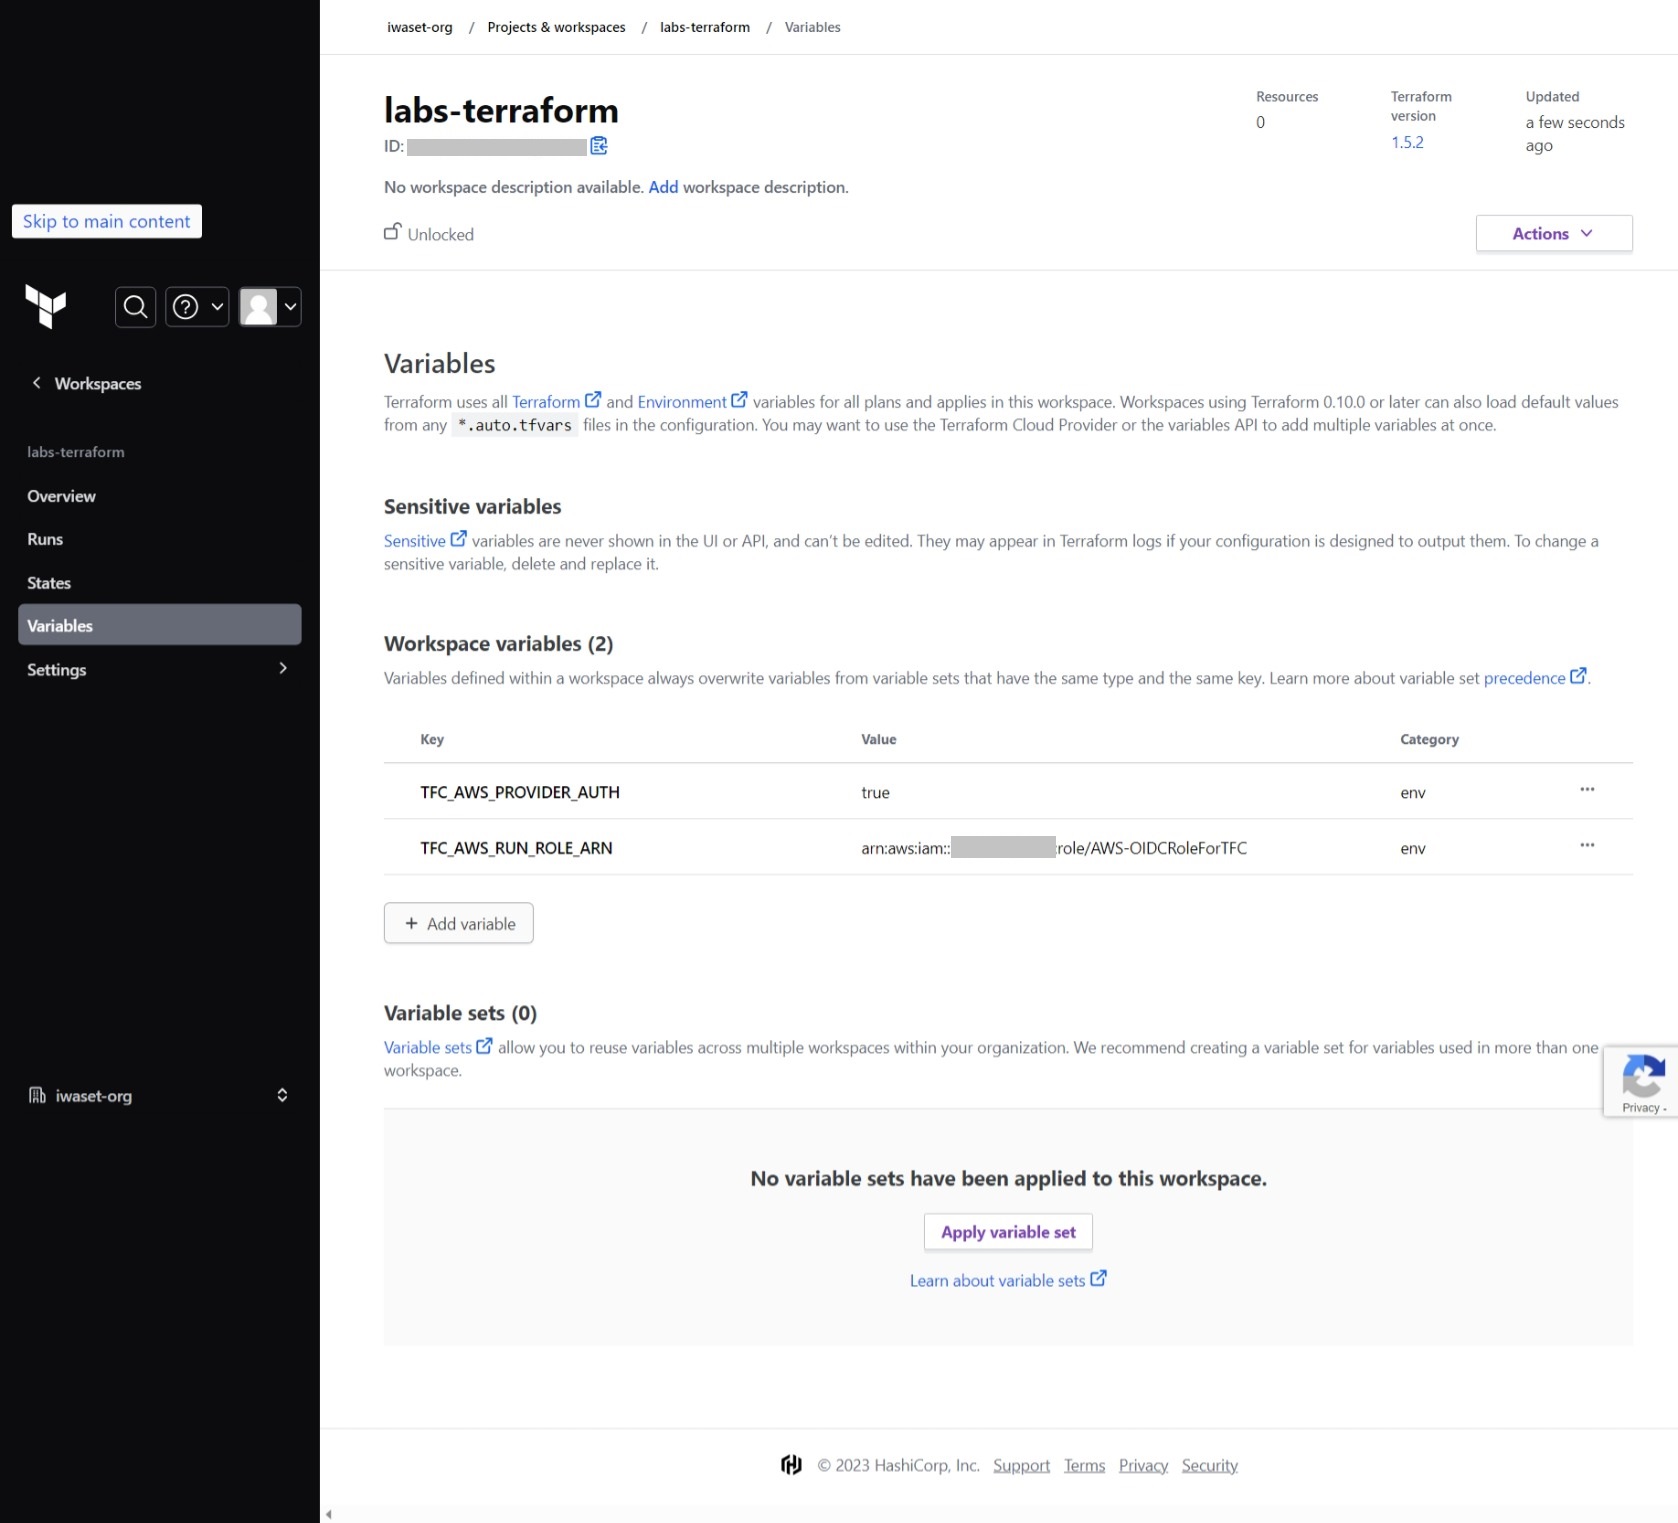 iwaset-org / Projects & workspaces / labs-terraform / Variables
labs-terraform
ID:
No workspace description available. Add workspace description.
Unlocked
Resources
0
Terraform
version
1.5.2
Updated
a few seconds
ago
Actions
Skip to main content
Workspaces
labs-terraform
Overview
Runs
States
Variables
Settings
iwaset-org
Variables
Terraform uses all Terraform and Environment variables for all plans and applies in this workspace. Workspaces using Terraform 0.10.0 or later can also load default values
from any *.auto.tfvars files in the configuration. You may want to use the Terraform Cloud Provider or the variables API to add multiple variables at once.
Sensitive variables
Sensitive variables are never shown in the UI or API, and can't be edited. They may appear in Terraform logs if your configuration is designed to output them. To change a
sensitive variable, delete and replace it.
Workspace variables (2)
Variables defined within a workspace always overwrite variables from variable sets that have the same type and the same key. Learn more about variable set precedence.
Key Value Category
TFC_AWS_PROVIDER_AUTH true env ...
TFC_AWS_RUN_ROLE_ARN arn:aws:iam:: :role/AWS-OIDCRoleForTFC env ...
+ Add variable
Variable sets (0)
Variable sets allow you to reuse variables across multiple workspaces within your organization. We recommend creating a variable set for variables used in more than one
workspace.
No variable sets have been applied to this workspace.
Apply variable set
Learn about variable sets
Privacy -
© 2023 HashiCorp, Inc. Support Terms Privacy Security